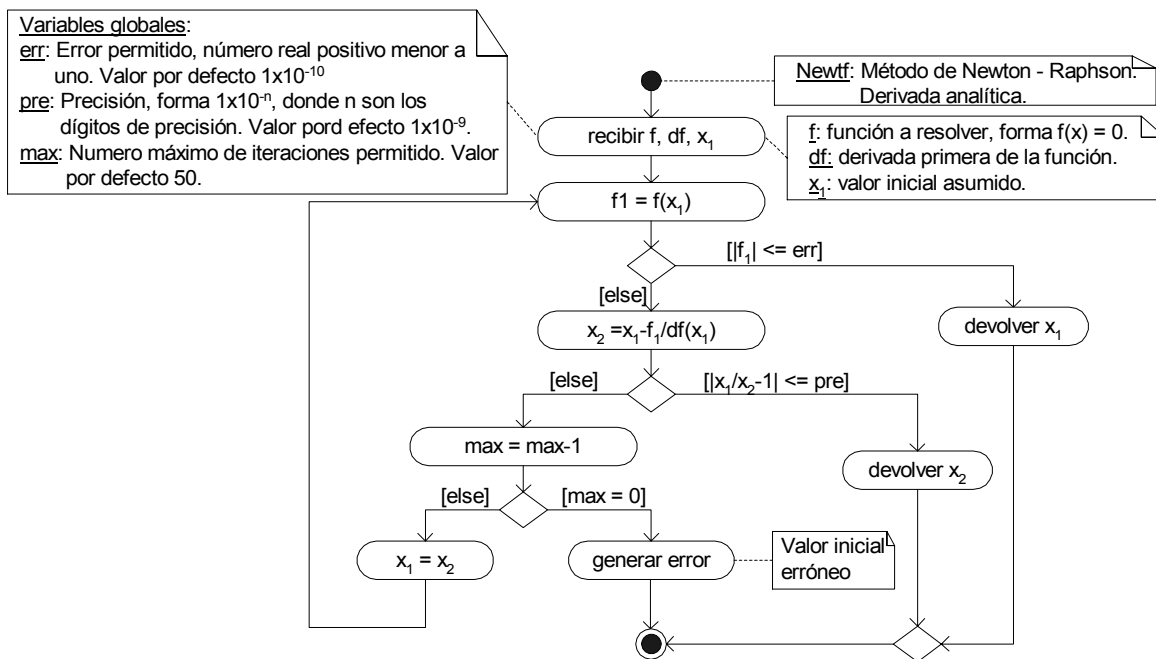 Variables globales:
err: Error permitido, número real positivo menor a
uno. Valor por defecto 1x10⁻¹⁰
pre: Precisión, forma 1x10⁻ⁿ, donde n son los
dígitos de precisión. Valor pord efecto 1x10⁻⁹.
max: Numero máximo de iteraciones permitido. Valor
por defecto 50.
Newtf: Método de Newton - Raphson.
Derivada analítica.
recibir f, df, x₁
f: función a resolver, forma f(x) = 0.
df: derivada primera de la función.
x₁: valor inicial asumido.
f1 = f(x₁)
[|f₁| <= err]
[else]
devolver x₁
x₂ =x₁-f₁/df(x₁)
[else]
[|x₁/x₂-1| <= pre]
max = max-1
devolver x₂
[else]
[max = 0]
x₁ = x₂
generar error
Valor inicial
erróneo